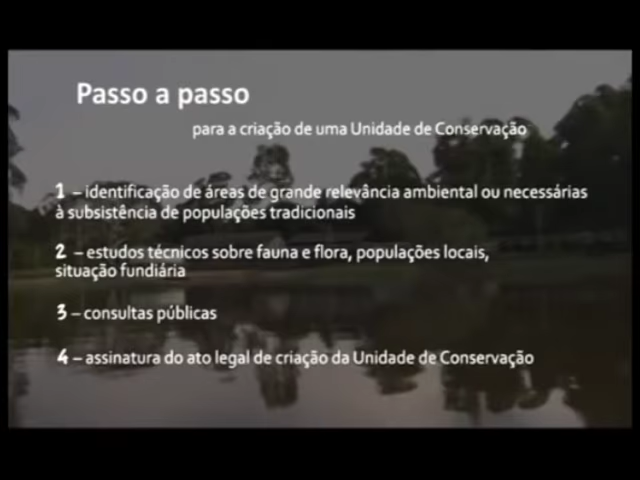 Passo a passo
para a criação de uma Unidade de Conservação
1 – identificação de áreas de grande relevância ambiental ou necessárias
à subsistência de populações tradicionais
2 – estudos técnicos sobre fauna e flora, populações locais,
situação fundiária
3 – consultas públicas
4 – assinatura do ato legal de criação da Unidade de Conservação